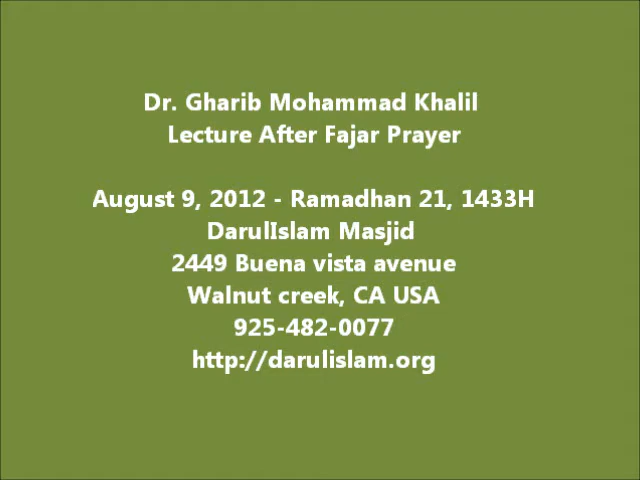 Dr. Gharib Mohammad Khalil
Lecture After Fajar Prayer
August 9, 2012 - Ramadhan 21, 1433H
DarulIslam Masjid
2449 Buena vista avenue
Walnut creek, CA USA
925-482-0077
http://darulislam.org